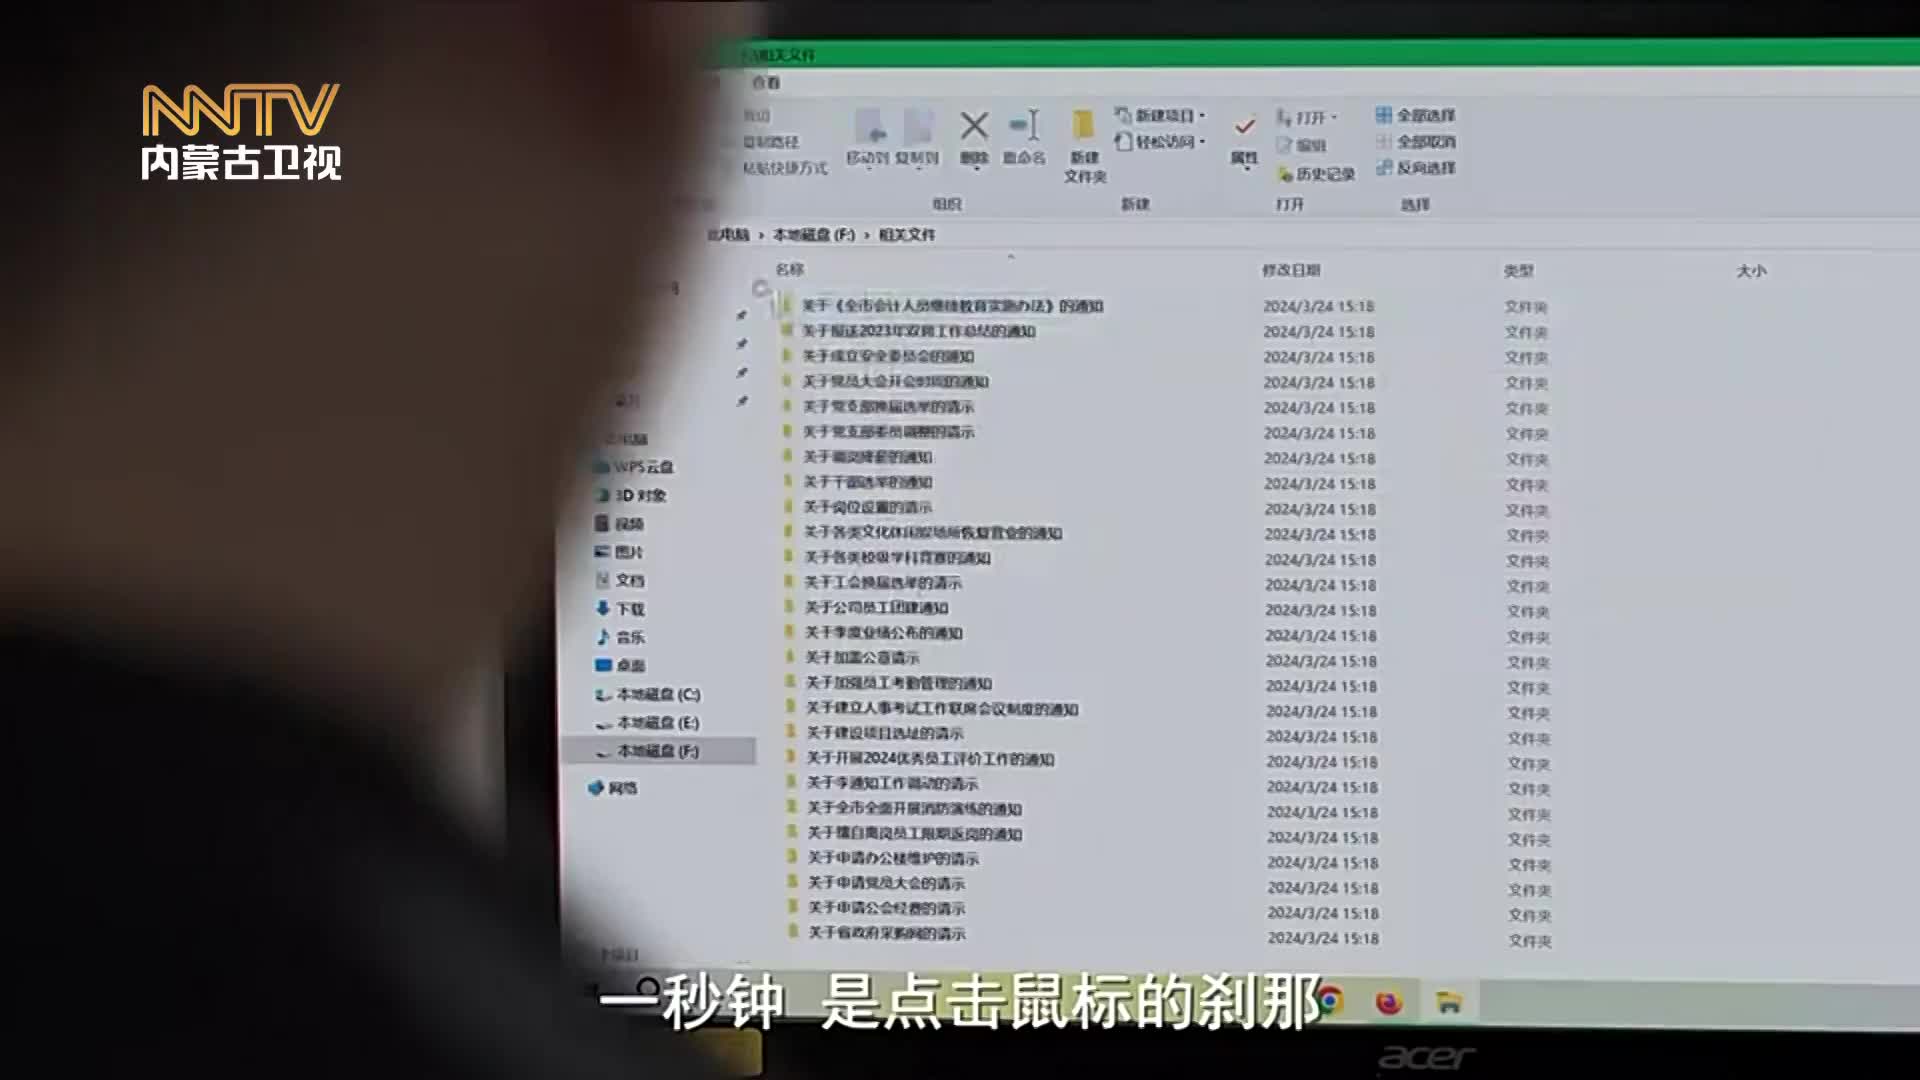 NNTV
内蒙古卫视
相关文件
查看
复制路径
粘贴快捷方式
移动到 复制到 删除 重命名 新建文件夹
新建项目
轻松访问
属性
打开
编辑
历史记录
全部选择
全部取消
反向选择
组织 新建 打开 选择
此电脑 › 本地磁盘 (F:) › 相关文件
名称 修改日期 类型 大小
关于《全市会计人员继续教育实施办法》的通知 2024/3/24 15:18 文件夹
关于报送2023年双拥工作总结的通知 2024/3/24 15:18 文件夹
关于成立安全委员会的通知 2024/3/24 15:18 文件夹
关于党员大会开会时间的通知 2024/3/24 15:18 文件夹
关于党支部换届选举的请示 2024/3/24 15:18 文件夹
关于党支部委员调整的请示 2024/3/24 15:18 文件夹
关于调岗降薪的通知 2024/3/24 15:18 文件夹
关于干部选举的通知 2024/3/24 15:18 文件夹
关于岗位设置的请示 2024/3/24 15:18 文件夹
关于各类文化休闲娱场所恢复营业的通知 2024/3/24 15:18 文件夹
关于各类校级学科竞赛的通知 2024/3/24 15:18 文件夹
关于工会换届选举的请示 2024/3/24 15:18 文件夹
关于公司员工团建通知 2024/3/24 15:18 文件夹
关于季度业绩公布的通知 2024/3/24 15:18 文件夹
关于加盖公章请示 2024/3/24 15:18 文件夹
关于加强员工考勤管理的通知 2024/3/24 15:18 文件夹
关于建立人事考试工作联席会议制度的通知 2024/3/24 15:18 文件夹
关于建设项目选址的请示 2024/3/24 15:18 文件夹
关于开展2024优秀员工评价工作的通知 2024/3/24 15:18 文件夹
关于李通知工作调动的请示 2024/3/24 15:18 文件夹
关于全市全面开展消防演练的通知 2024/3/24 15:18 文件夹
关于擅自离岗员工限期返岗的通知 2024/3/24 15:18 文件夹
关于申请办公楼维护的请示 2024/3/24 15:18 文件夹
关于申请党员大会的请示 2024/3/24 15:18 文件夹
关于申请公会经费的请示 2024/3/24 15:18 文件夹
关于省政府采购网的请示 2024/3/24 15:18 文件夹
电脑
WPS云盘
3D 对象
视频
图片
文档
下载
音乐
桌面
本地磁盘 (C:)
本地磁盘 (E:)
本地磁盘 (F:)
网络
一秒钟 是点击鼠标的刹那
acer